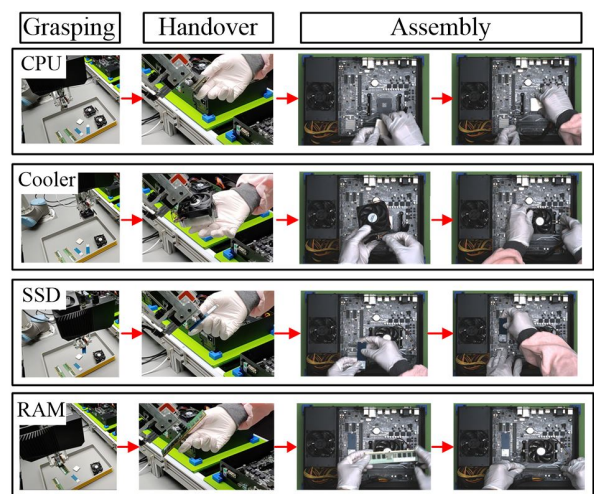 Grasping
Handover
Assembly
CPU
Cooler
SSD
RAM